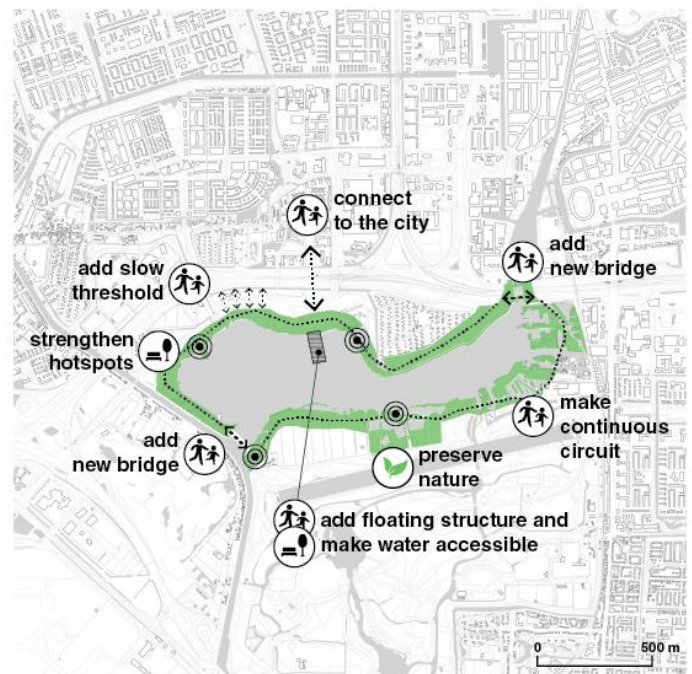 connect
to the city
add
new bridge
add slow
threshold
strengthen
hotspots
make
continuous
circuit
add
new bridge
preserve
nature
add floating structure and
make water accessible
0
500 m